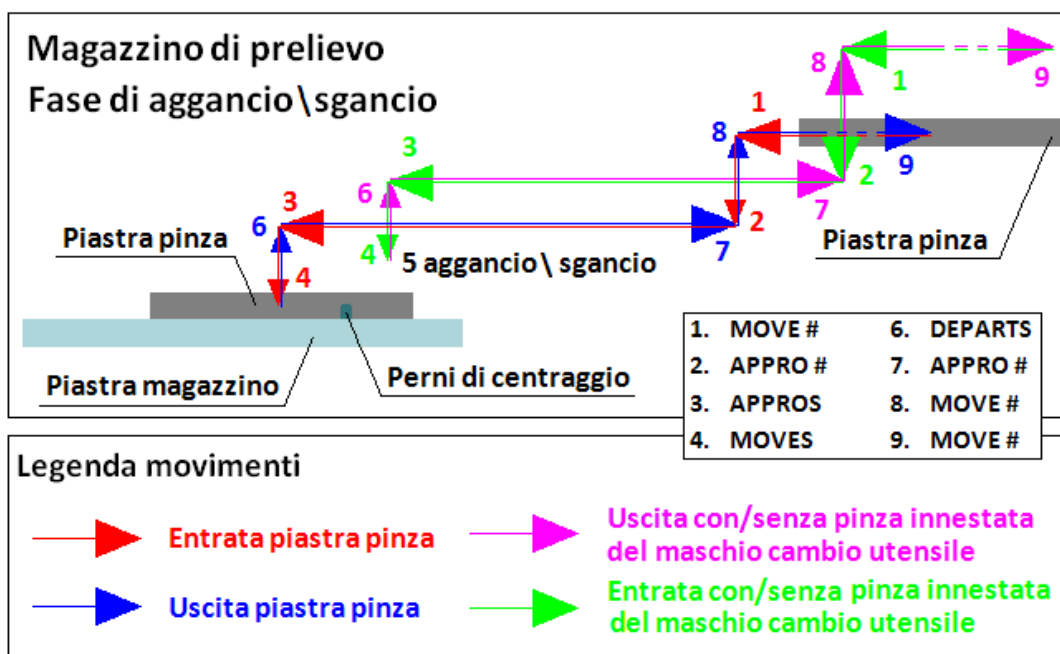 Magazzino di prelievo
Fase di aggancio\sgancio
8
1
9
1
8
9
3
2
6
7
3
2
6
7
4
4
5 aggancio\ sgancio
Piastra pinza
Piastra pinza
Piastra magazzino
Perni di centraggio
1. MOVE # 6. DEPARTS
2. APPRO # 7. APPRO #
3. APPROS 8. MOVE #
4. MOVES 9. MOVE #
Legenda movimenti
Entrata piastra pinza
Uscita piastra pinza
Uscita con/senza pinza innestata
del maschio cambio utensile
Entrata con/senza pinza innestata
del maschio cambio utensile